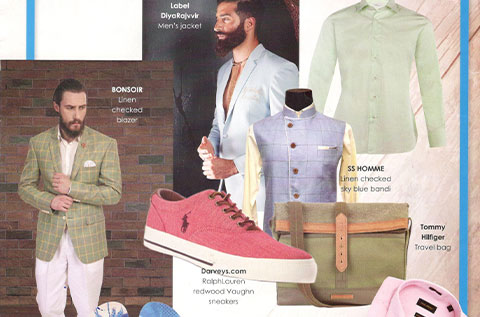 Label
DiyaRajvvir
Men's jacket
BONSOIR
Linen
checked
blazer
SS HOMME
Linen checked
sky blue bandi
Tommy
Hilfiger
Travel bag
Darveys.com
RalphLouren
redwood Vaughn
sneakers